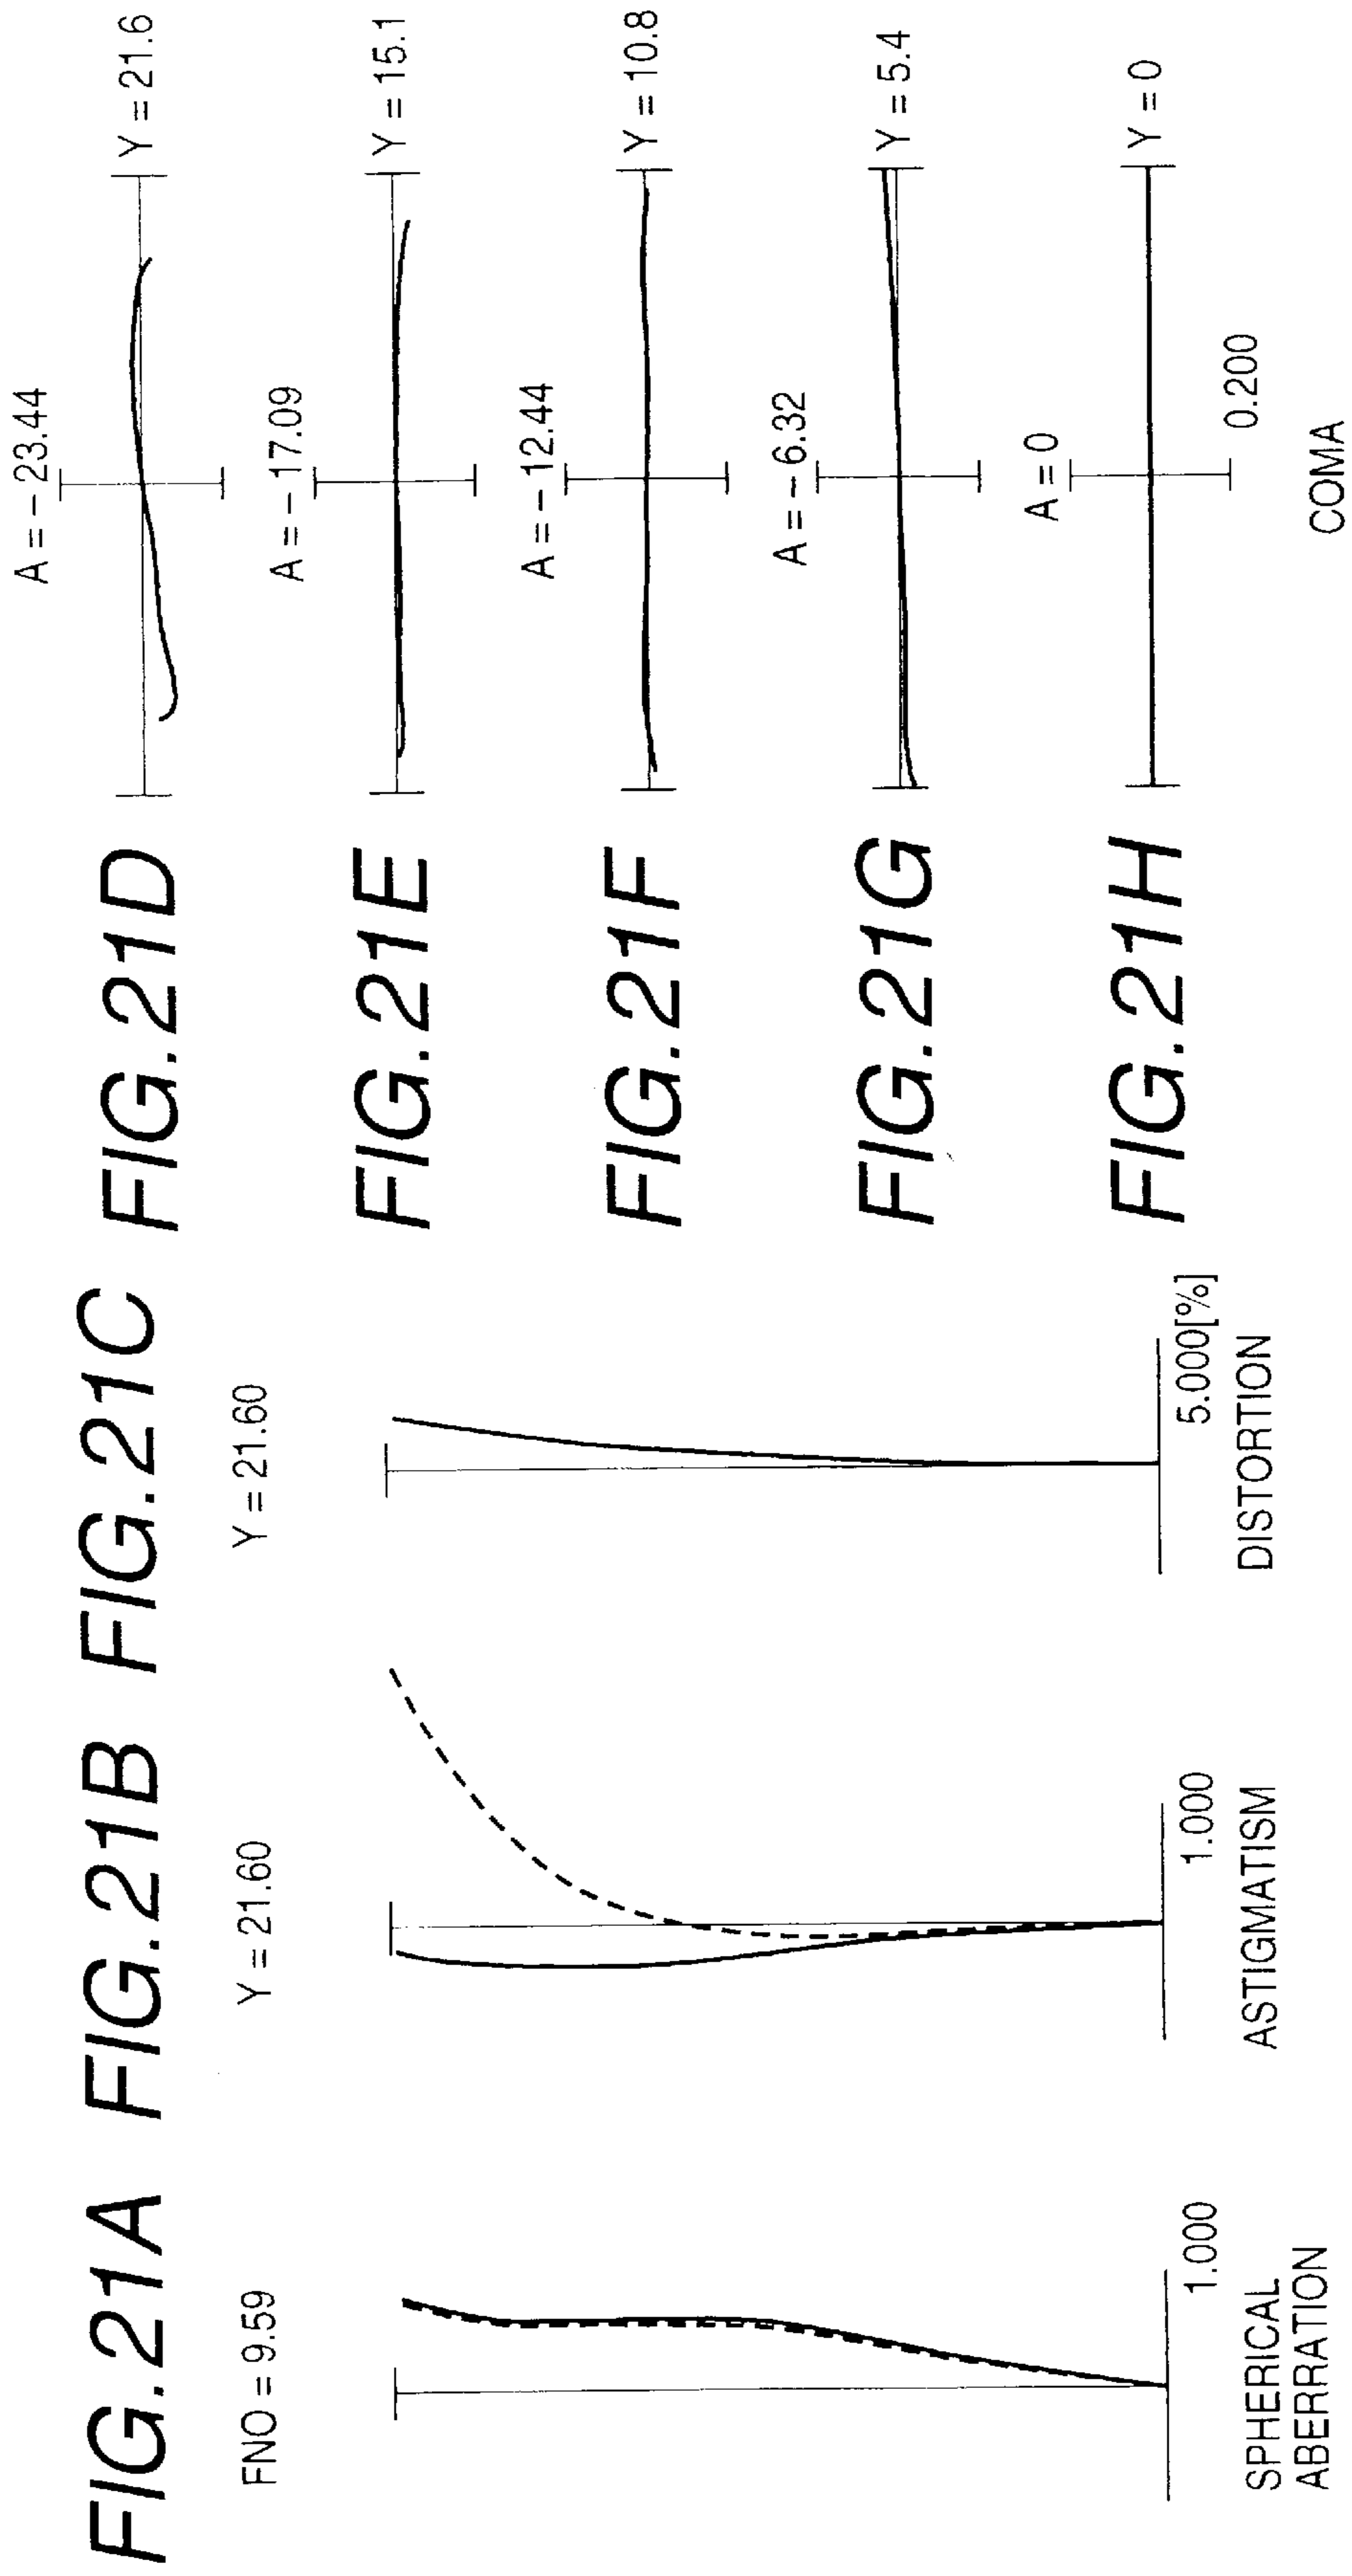 FIG.21A
FNO = 9.59
1.000
SPHERICAL
ABERRATION
FIG.21B
Y = 21.60
1.000
ASTIGMATISM
FIG.21C
Y = 21.60
5.000[%]
DISTORTION
FIG.21D
A = - 23.44
Y = 21.6
FIG.21E
A = - 17.09
Y = 15.1
FIG.21F
A = - 12.44
Y = 10.8
FIG.21G
A = - 6.32
Y = 5.4
FIG.21H
A = 0
Y = 0
0.200
COMA